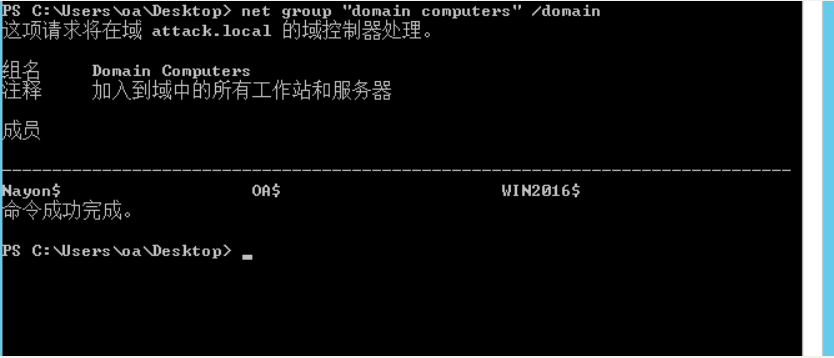 PS C:\Users\oa\Desktop> net group "domain computers" /domain
这项请求将在域 attack.local 的域控制器处理。
组名     Domain Computers
注释     加入到域中的所有工作站和服务器
成员
-------------------------------------------------------------------------------
Nayon$                   OA$                      WIN2016$
命令成功完成。
PS C:\Users\oa\Desktop> _